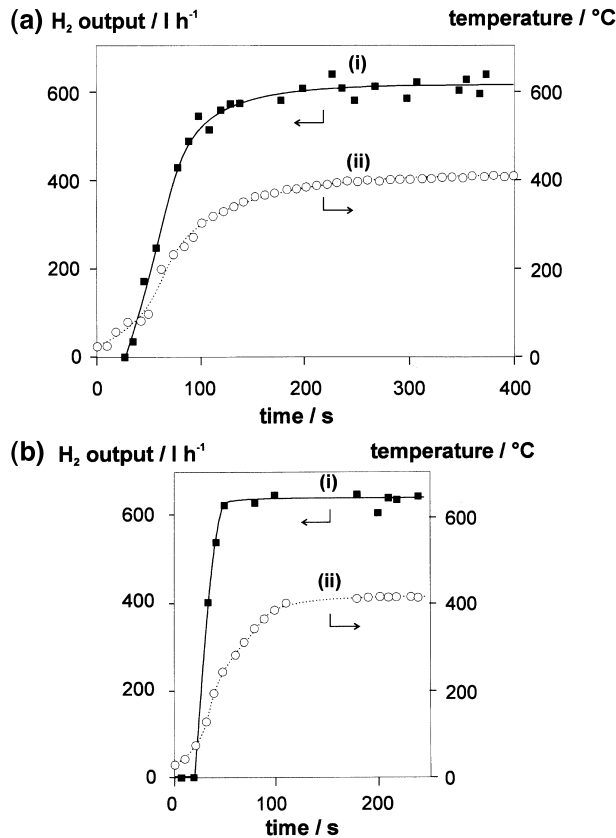 (a) H₂ output / l h⁻¹ temperature / °C
(i)
(ii)
600 600
400 400
200 200
0 0
0 100 200 300 400
time / s
(b) H₂ output / l h⁻¹ temperature / °C
(i)
(ii)
600 600
400 400
200 200
0 0
0 100 200
time / s